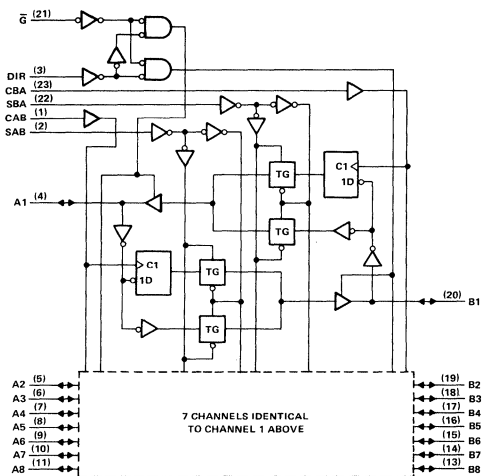 G (21)
DIR (3)
CBA (23)
SBA (22)
CAB (1)
SAB (2)
C1
1D
TG
A1 (4)
TG
C1
1D
TG
TG
(20) B1
A2 (5)
A3 (6)
A4 (7)
A5 (8)
A6 (9)
A7 (10)
A8 (11)
7 CHANNELS IDENTICAL
TO CHANNEL 1 ABOVE
(19) B2
(18) B3
(17) B4
(16) B5
(15) B6
(14) B7
(13) B8